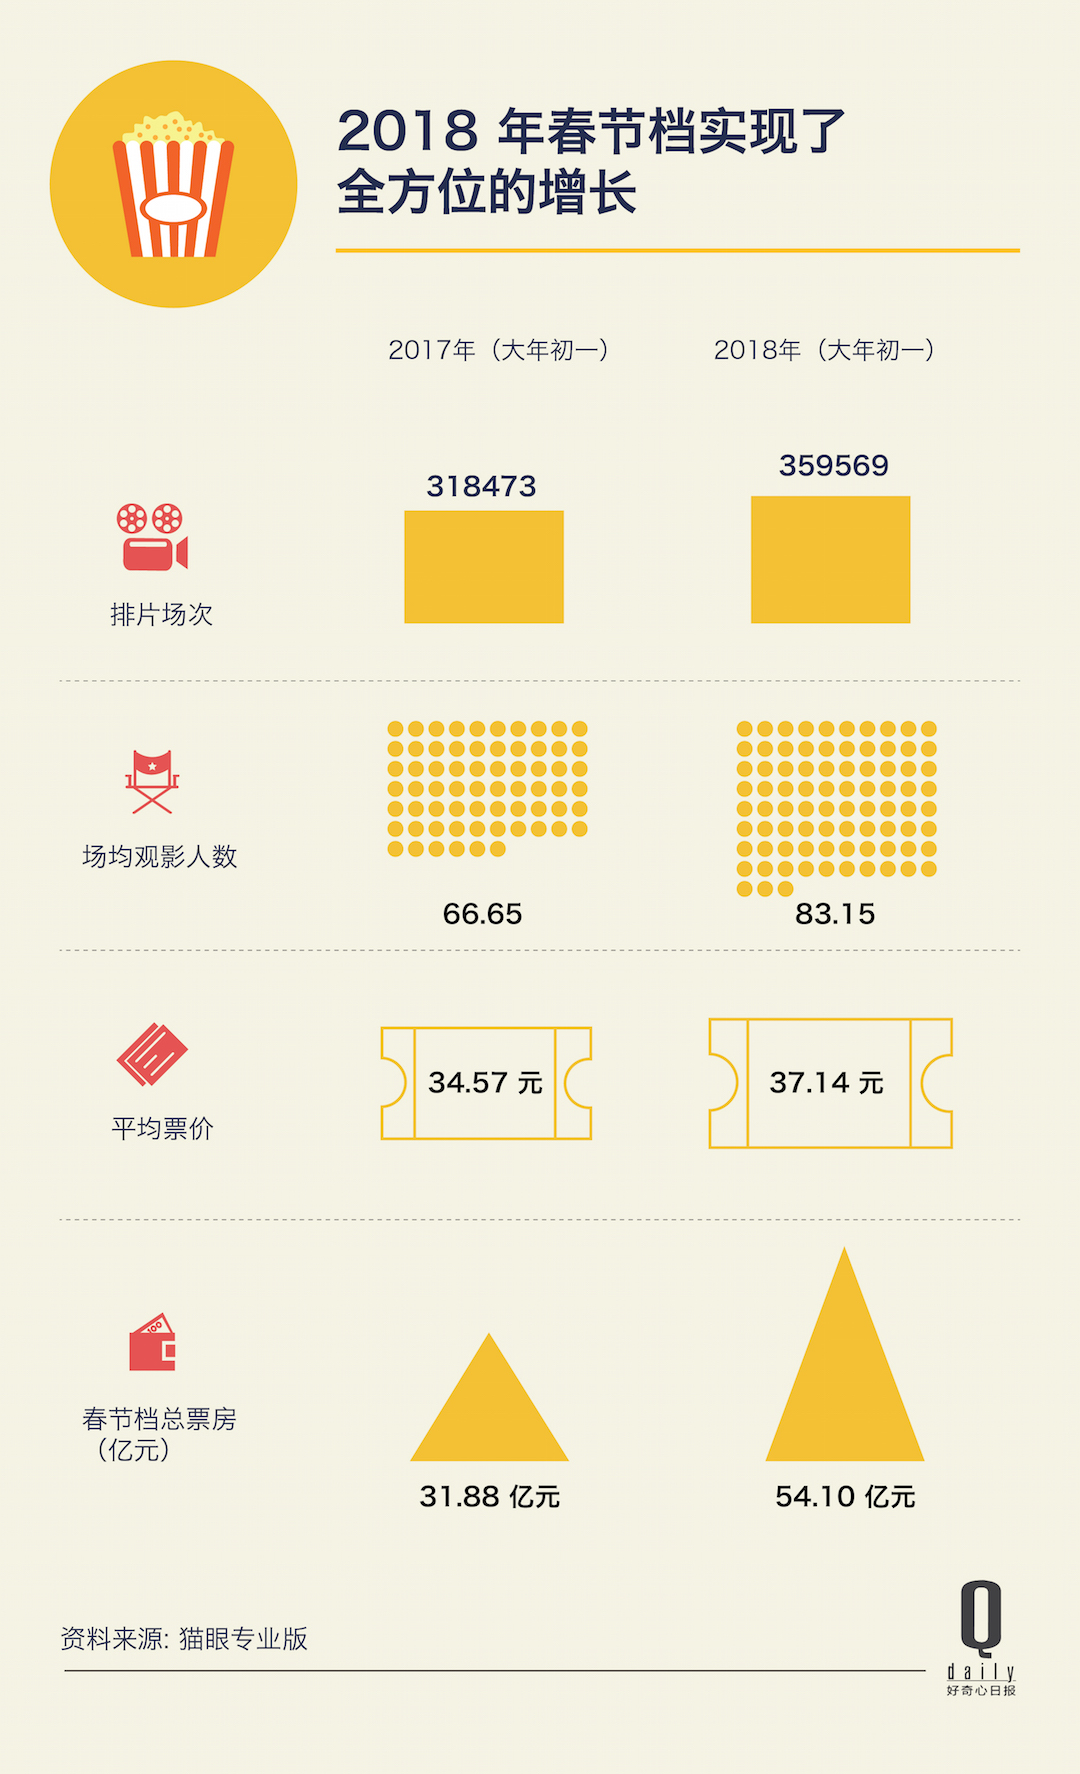 2018 年春节档实现了
全方位的增长
2017年（大年初一）
2018年（大年初一）
318473
359569
排片场次
场均观影人数
66.65
83.15
34.57 元
37.14 元
平均票价
100
春节档总票房
（亿元）
31.88 亿元
54.10 亿元
资料来源: 猫眼专业版
Q
daily
好奇心日报